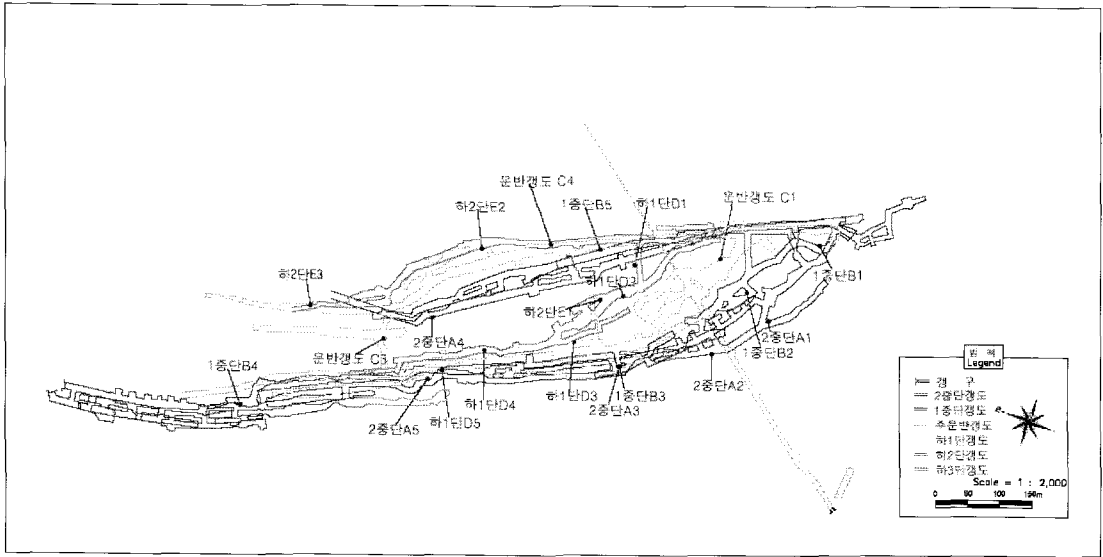 운반갱도 C4
운반갱도 C1
하2단E2
1중단B5
하1단D1
하2단E3
하1단D2
하2단E1
1중단B1
2중단A4
2중단A1
운반갱도 C3
1중단B2
1중단B4
2중단A2
하1단D4
하1단D3
1중단B3
2중단A5
하1단D5
2중단A3
범 례
Legend
갱 구
2중단갱도
1중단갱도
주운반갱도
하1단갱도
하2단갱도
하3단갱도
Scale = 1 : 2,000
0 50 100 150m